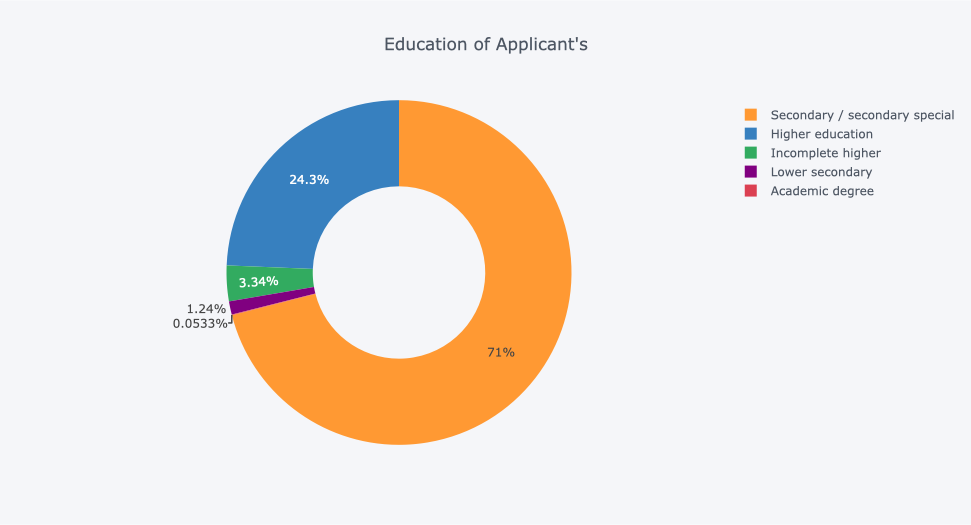 Education of Applicant's
Secondary / secondary special
Higher education
Incomplete higher
Lower secondary
Academic degree
24.3%
3.34%
1.24%
0.0533%
71%